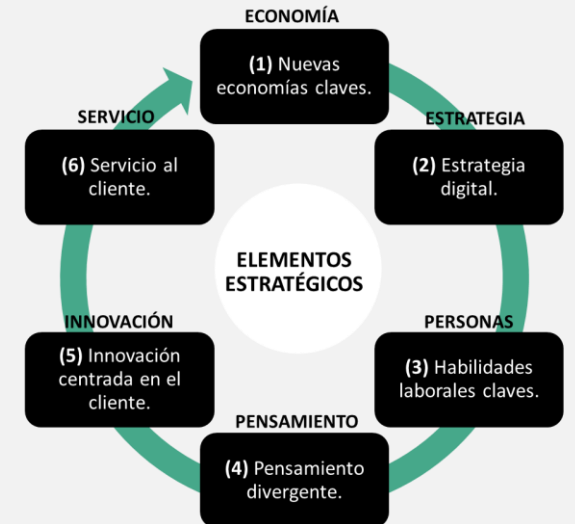 ECONOMÍA
(1) Nuevas
economías claves.
ESTRATEGIA
(2) Estrategia
digital.
PERSONAS
(3) Habilidades
laborales claves.
PENSAMIENTO
(4) Pensamiento
divergente.
INNOVACIÓN
(5) Innovación
centrada en el
cliente.
SERVICIO
(6) Servicio al
cliente.
ELEMENTOS
ESTRATÉGICOS